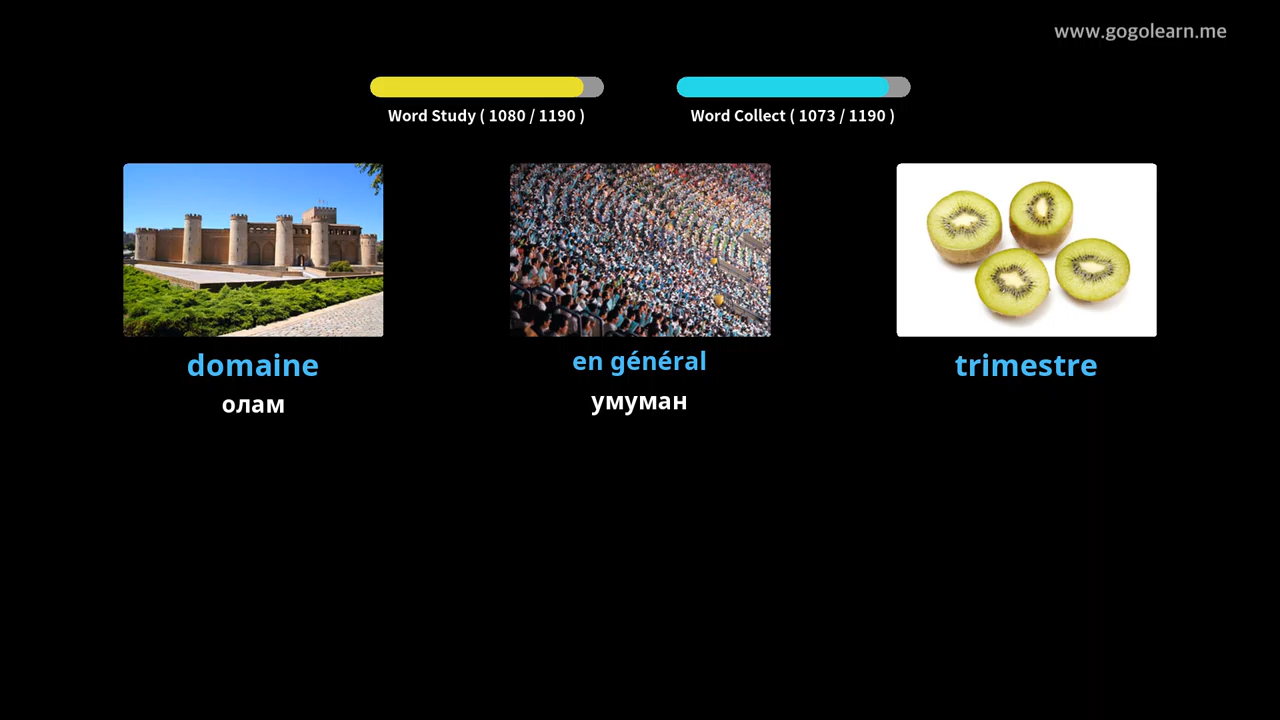 www.gogolearn.me
Word Study ( 1080 / 1190 )
Word Collect ( 1073 / 1190 )
domaine
олам
en général
умуман
trimestre